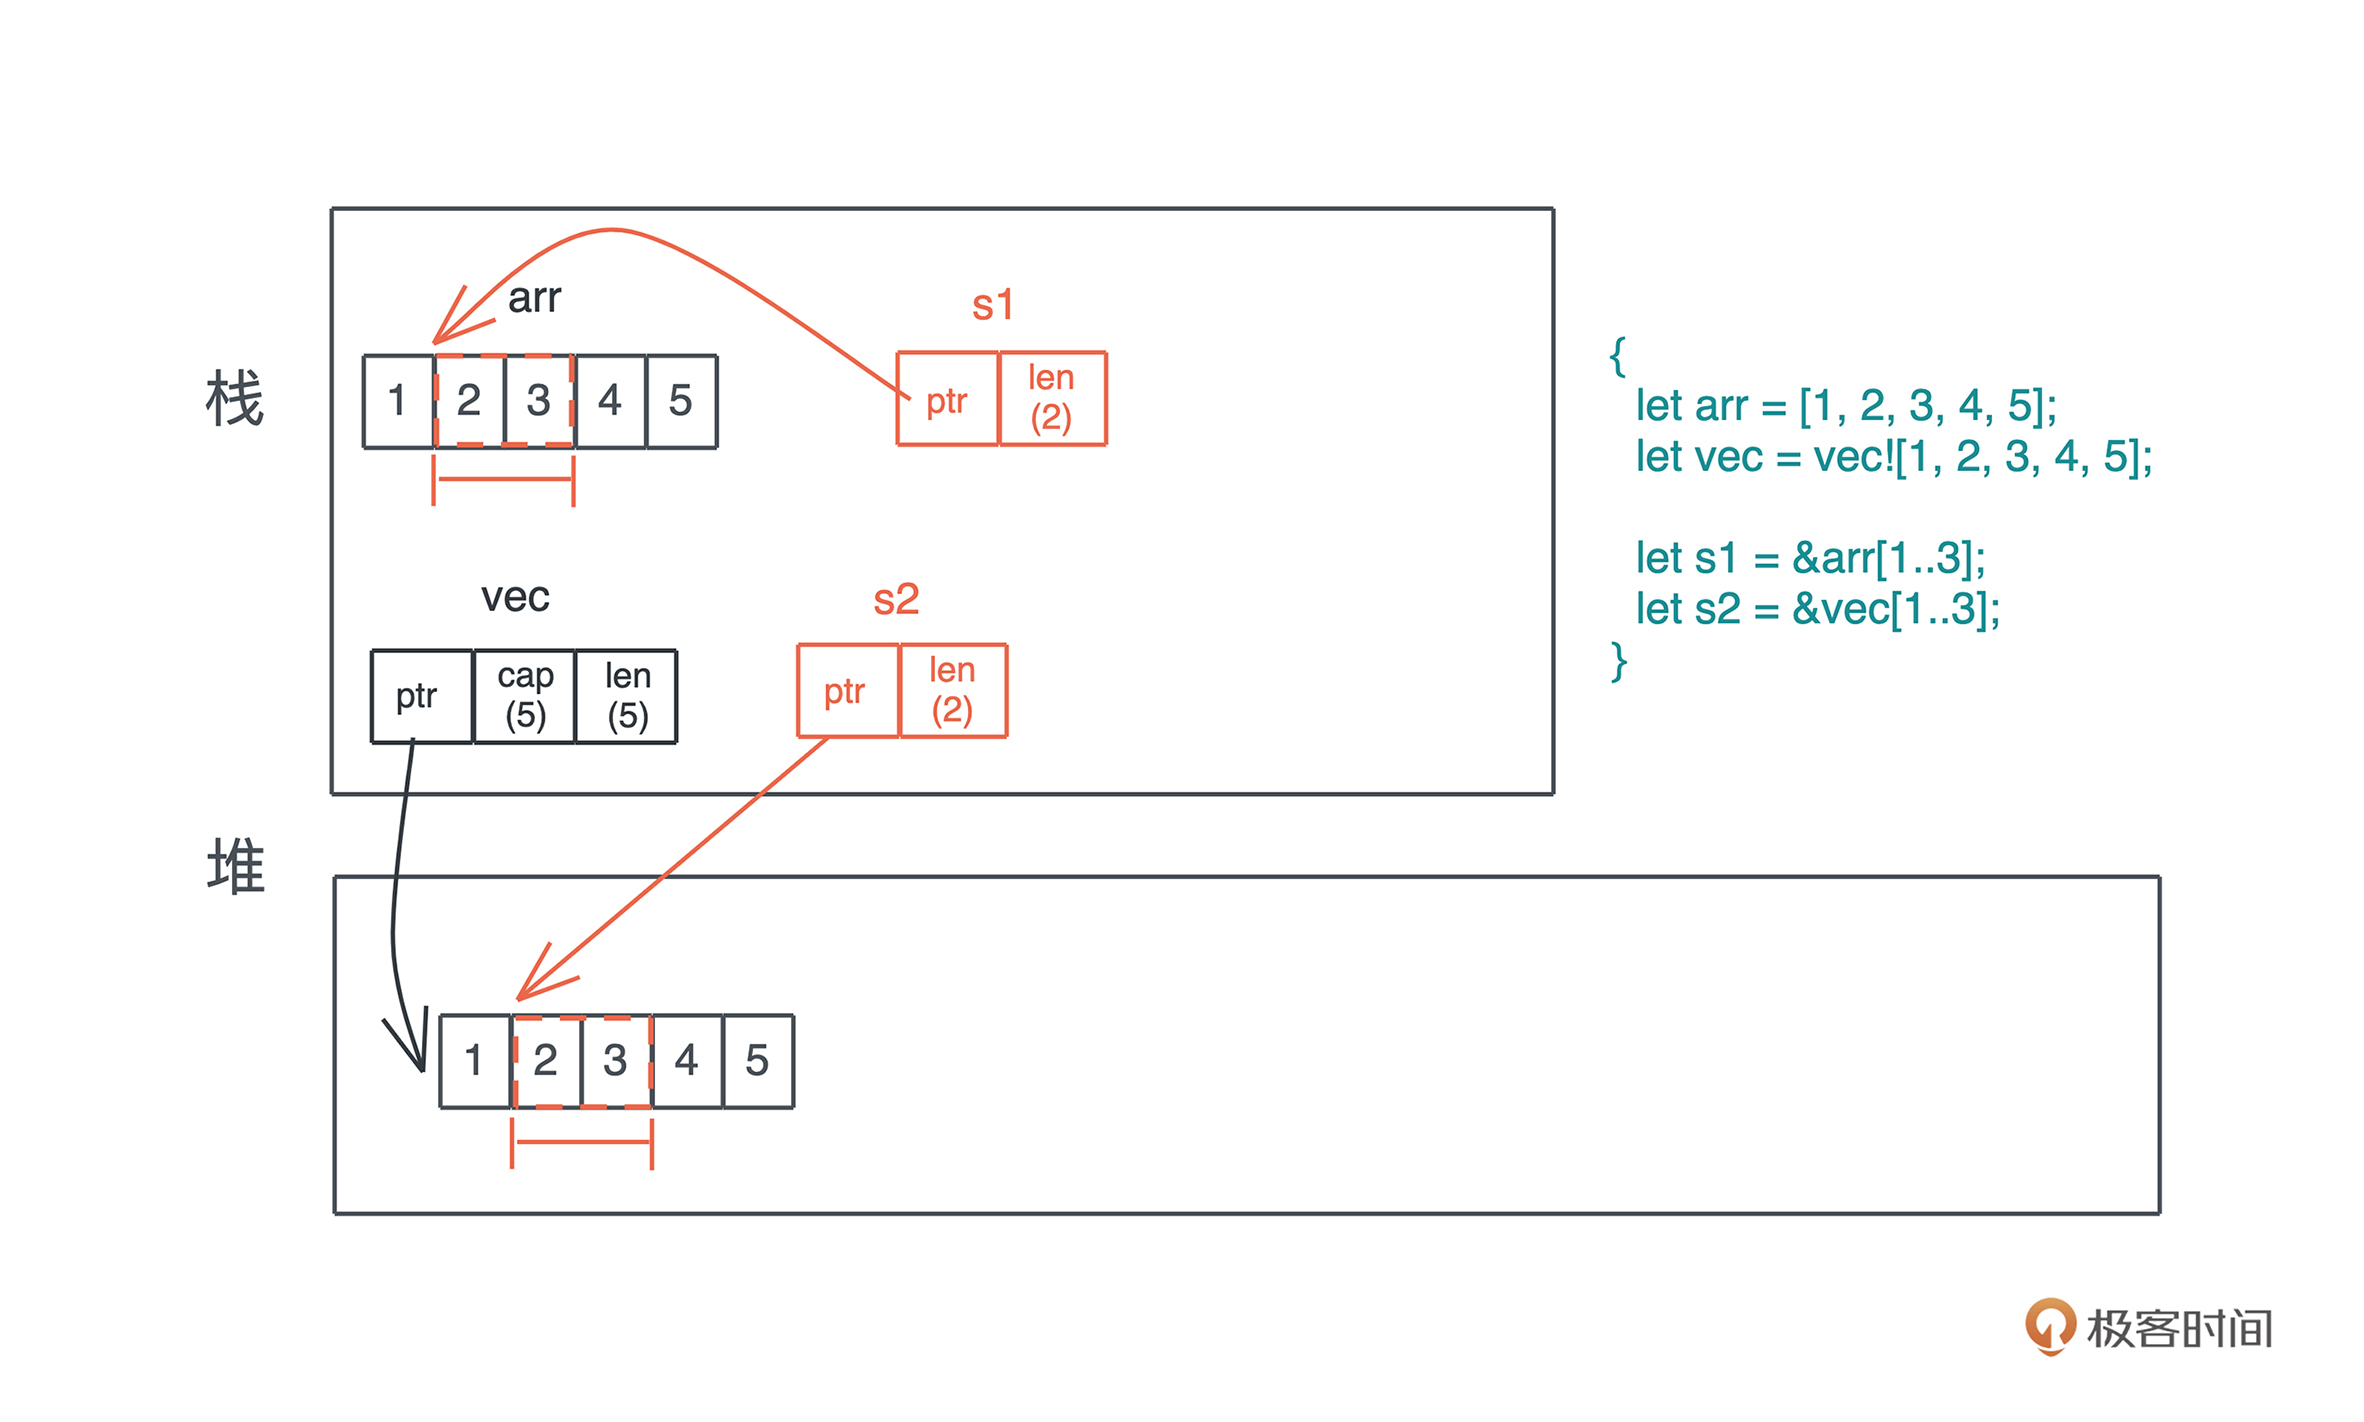 arr
s1
栈
1 2 3 4 5
ptr
len
(2)
vec
s2
ptr
cap
(5)
len
(5)
ptr
len
(2)
堆
1 2 3 4 5
{
let arr = [1, 2, 3, 4, 5];
let vec = vec![1, 2, 3, 4, 5];
let s1 = &arr[1..3];
let s2 = &vec[1..3];
}
极客时间